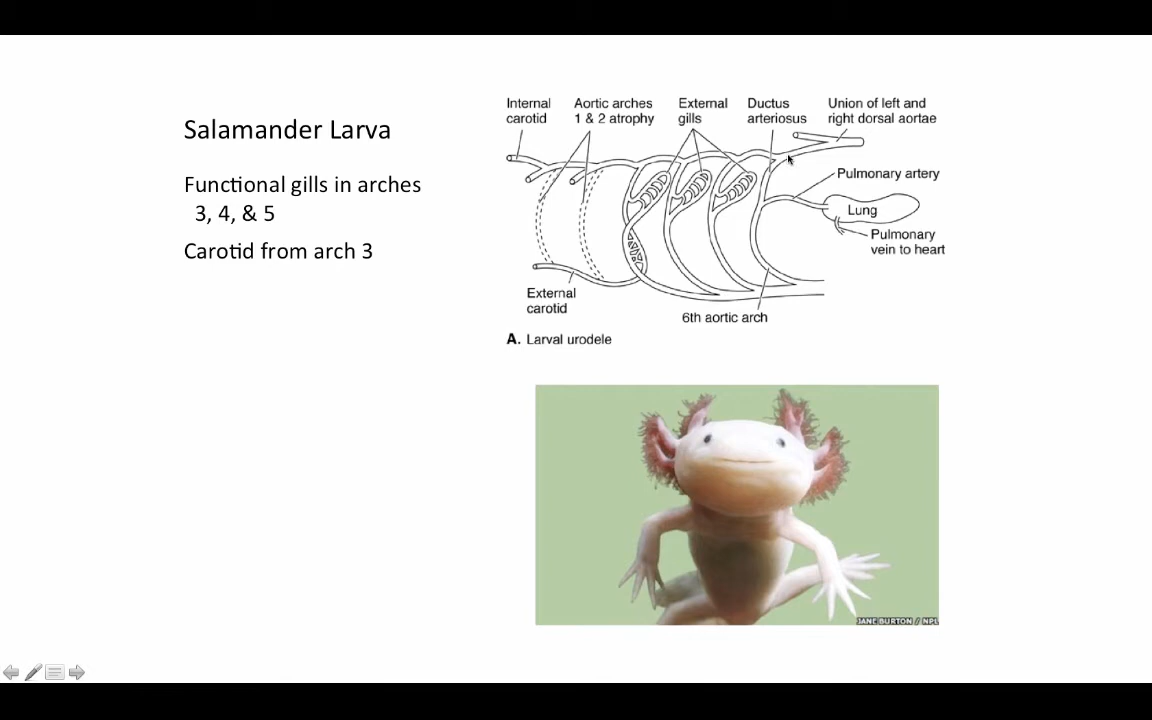 Salamander Larva
Functional gills in arches
3, 4, & 5
Carotid from arch 3
Internal
carotid
Aortic arches
1 & 2 atrophy
External
gills
Ductus
arteriosus
Union of left and
right dorsal aortae
Pulmonary artery
Lung
Pulmonary
vein to heart
External
carotid
6th aortic arch
A. Larval urodele
JANE BURTON / NPL